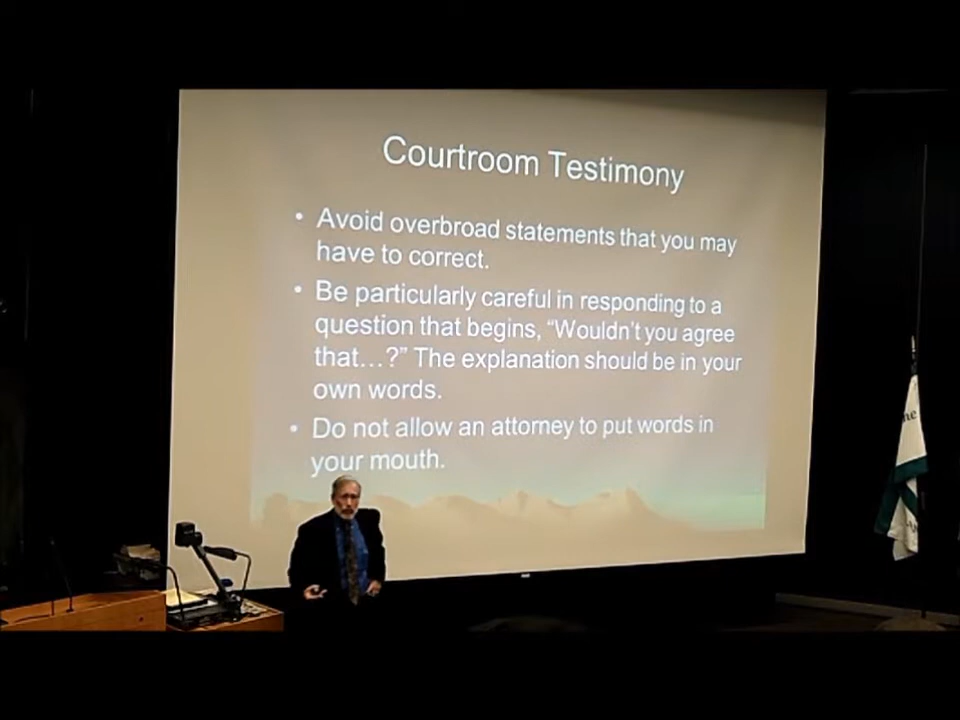 Courtroom Testimony
• Avoid overbroad statements that you may
have to correct.
• Be particularly careful in responding to a
question that begins, “Wouldn’t you agree
that…?” The explanation should be in your
own words.
• Do not allow an attorney to put words in
your mouth.